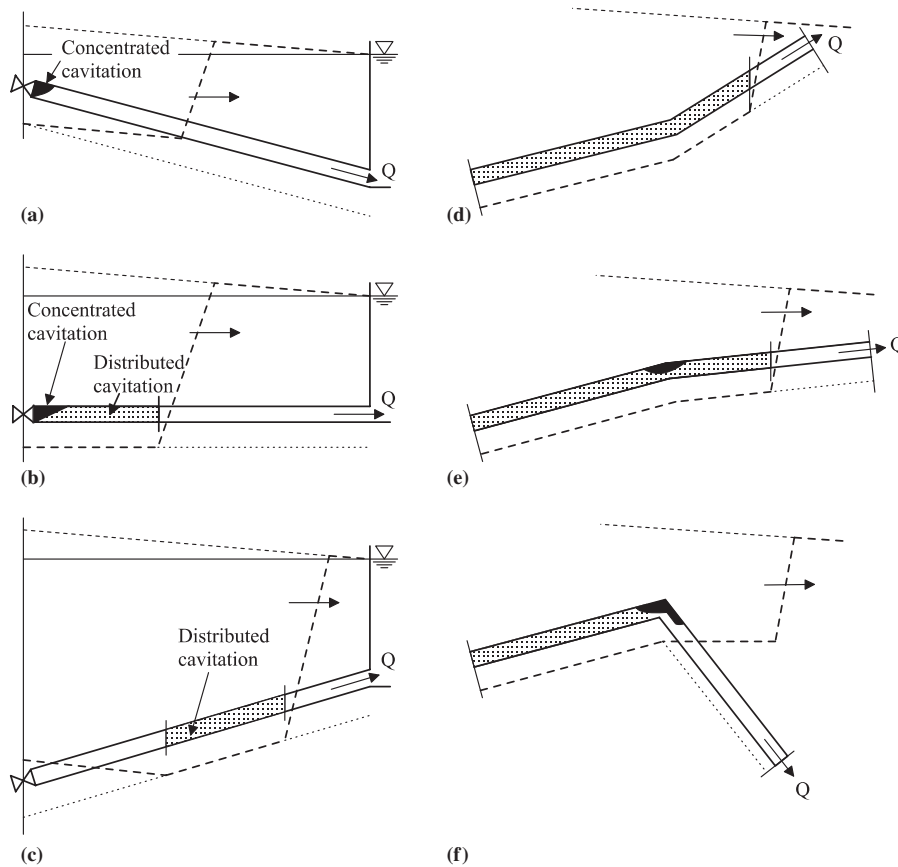 Concentrated
cavitation
Q
(a)
Concentrated
cavitation
Distributed
cavitation
Q
(b)
Distributed
cavitation
Q
(c)
Q
(d)
Q
(e)
Q
(f)